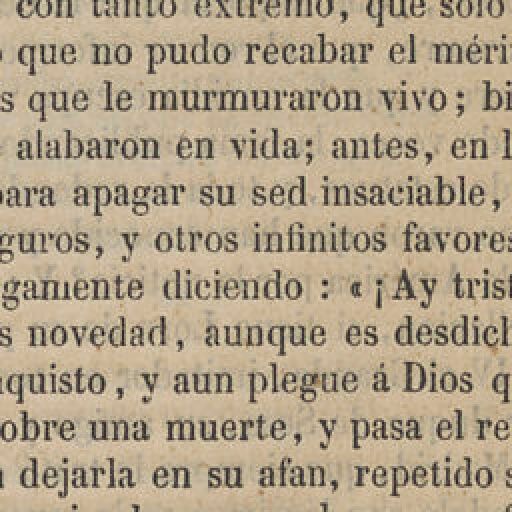 con tanto extremo, que solo
que no pudo recabar el méri
s que le murmuraron vivo; bi
alabaron en vida; antes, en l
para apagar su sed insaciable,
guros, y otros infinitos favores
gamente diciendo : « ¡Ay trist
s novedad, aunque es desdich
quisto, y aun plegue á Dios q
obre una muerte, y pasa el re
dejarla en su afan, repetido s